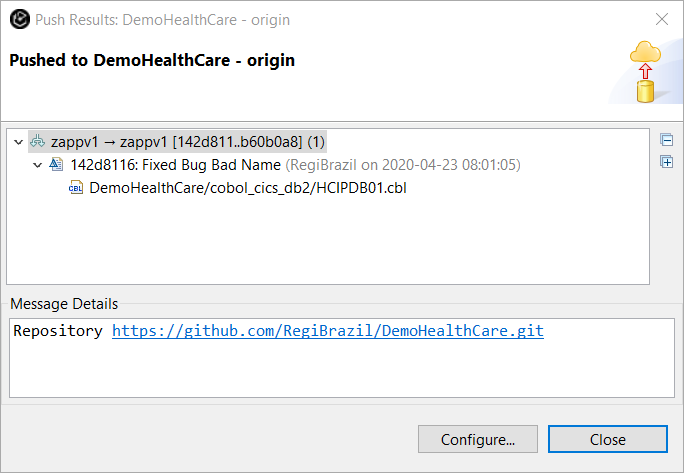 Push Results: DemoHealthCare - origin
Pushed to DemoHealthCare - origin
zappv1 → zappv1 [142d811..b60b0a8] (1)
142d8116: Fixed Bug Bad Name (RegiBrazil on 2020-04-23 08:01:05)
CBL DemoHealthCare/cobol_cics_db2/HCIPDB01.cbl
Message Details
Repository https://github.com/RegiBrazil/DemoHealthCare.git
Configure... Close